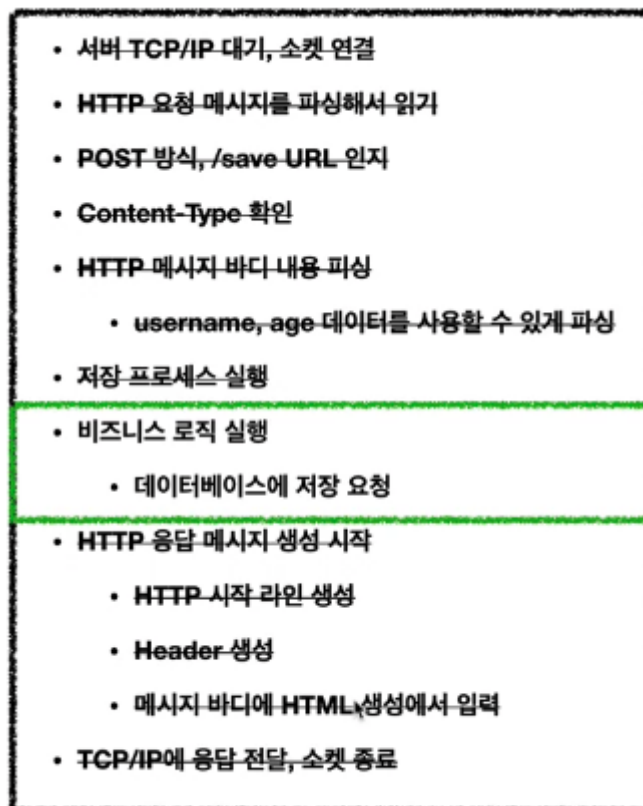 • 서버 TCP/IP 대기, 소켓 연결
• HTTP 요청 메시지를 파싱해서 읽기
• POST 방식, /save URL 인지
• Content-Type 확인
• HTTP 메시지 바디 내용 피싱
• username, age 데이터를 사용할 수 있게 파싱
• 저장 프로세스 실행
• 비즈니스 로직 실행
• 데이터베이스에 저장 요청
• HTTP 응답 메시지 생성 시작
• HTTP 시작 라인 생성
• Header 생성
• 메시지 바디에 HTML 생성에서 입력
• TCP/IP에 응답 전달, 소켓 종료